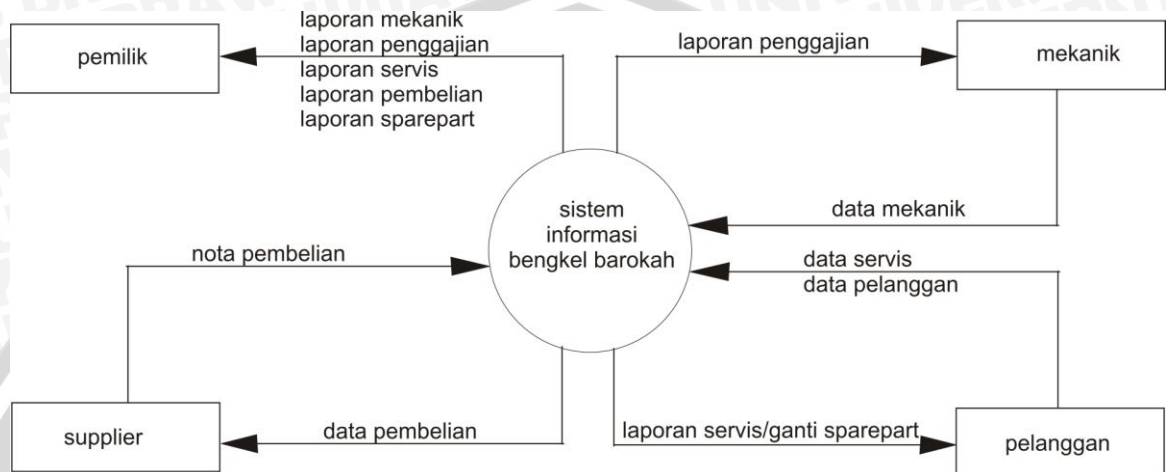 laporan mekanik
laporan penggajian
laporan servis
laporan pembelian
laporan sparepart
pemilik
laporan penggajian
mekanik
sistem
informasi
bengkel barokah
data mekanik
nota pembelian
data servis
data pelanggan
supplier
data pembelian
laporan servis/ganti sparepart
pelanggan